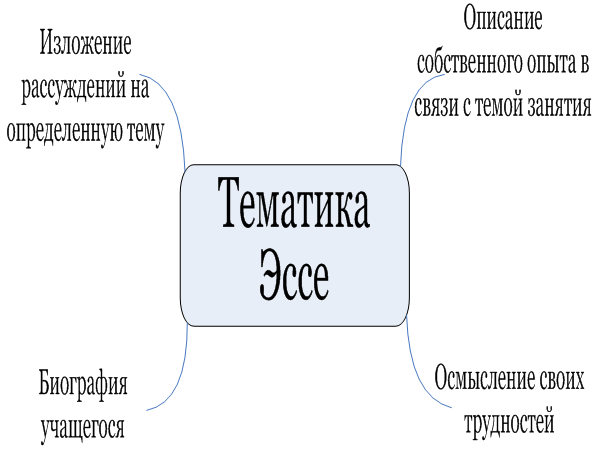 Изложение
рассуждений на
определенную тему
Описание
собственного опыта в
связи с темой занятия
Тематика
Эссе
Биография
учащегося
Осмысление своих
трудностей